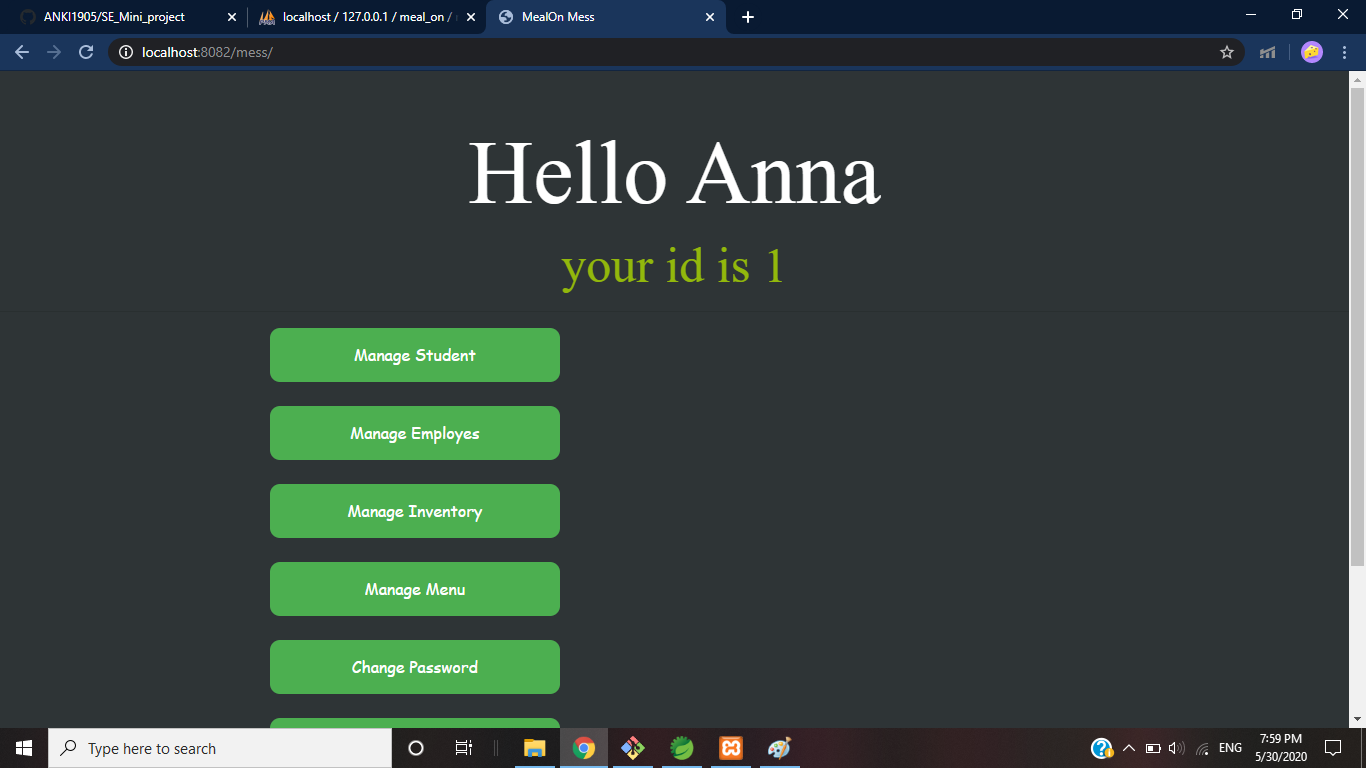 ANKI1905/SE_Mini_project
localhost / 127.0.0.1 / meal_on /
MealOn Mess
localhost:8082/mess/
Hello Anna
your id is 1
Manage Student
Manage Employes
Manage Inventory
Manage Menu
Change Password
Type here to search
ENG
7:59 PM
5/30/2020